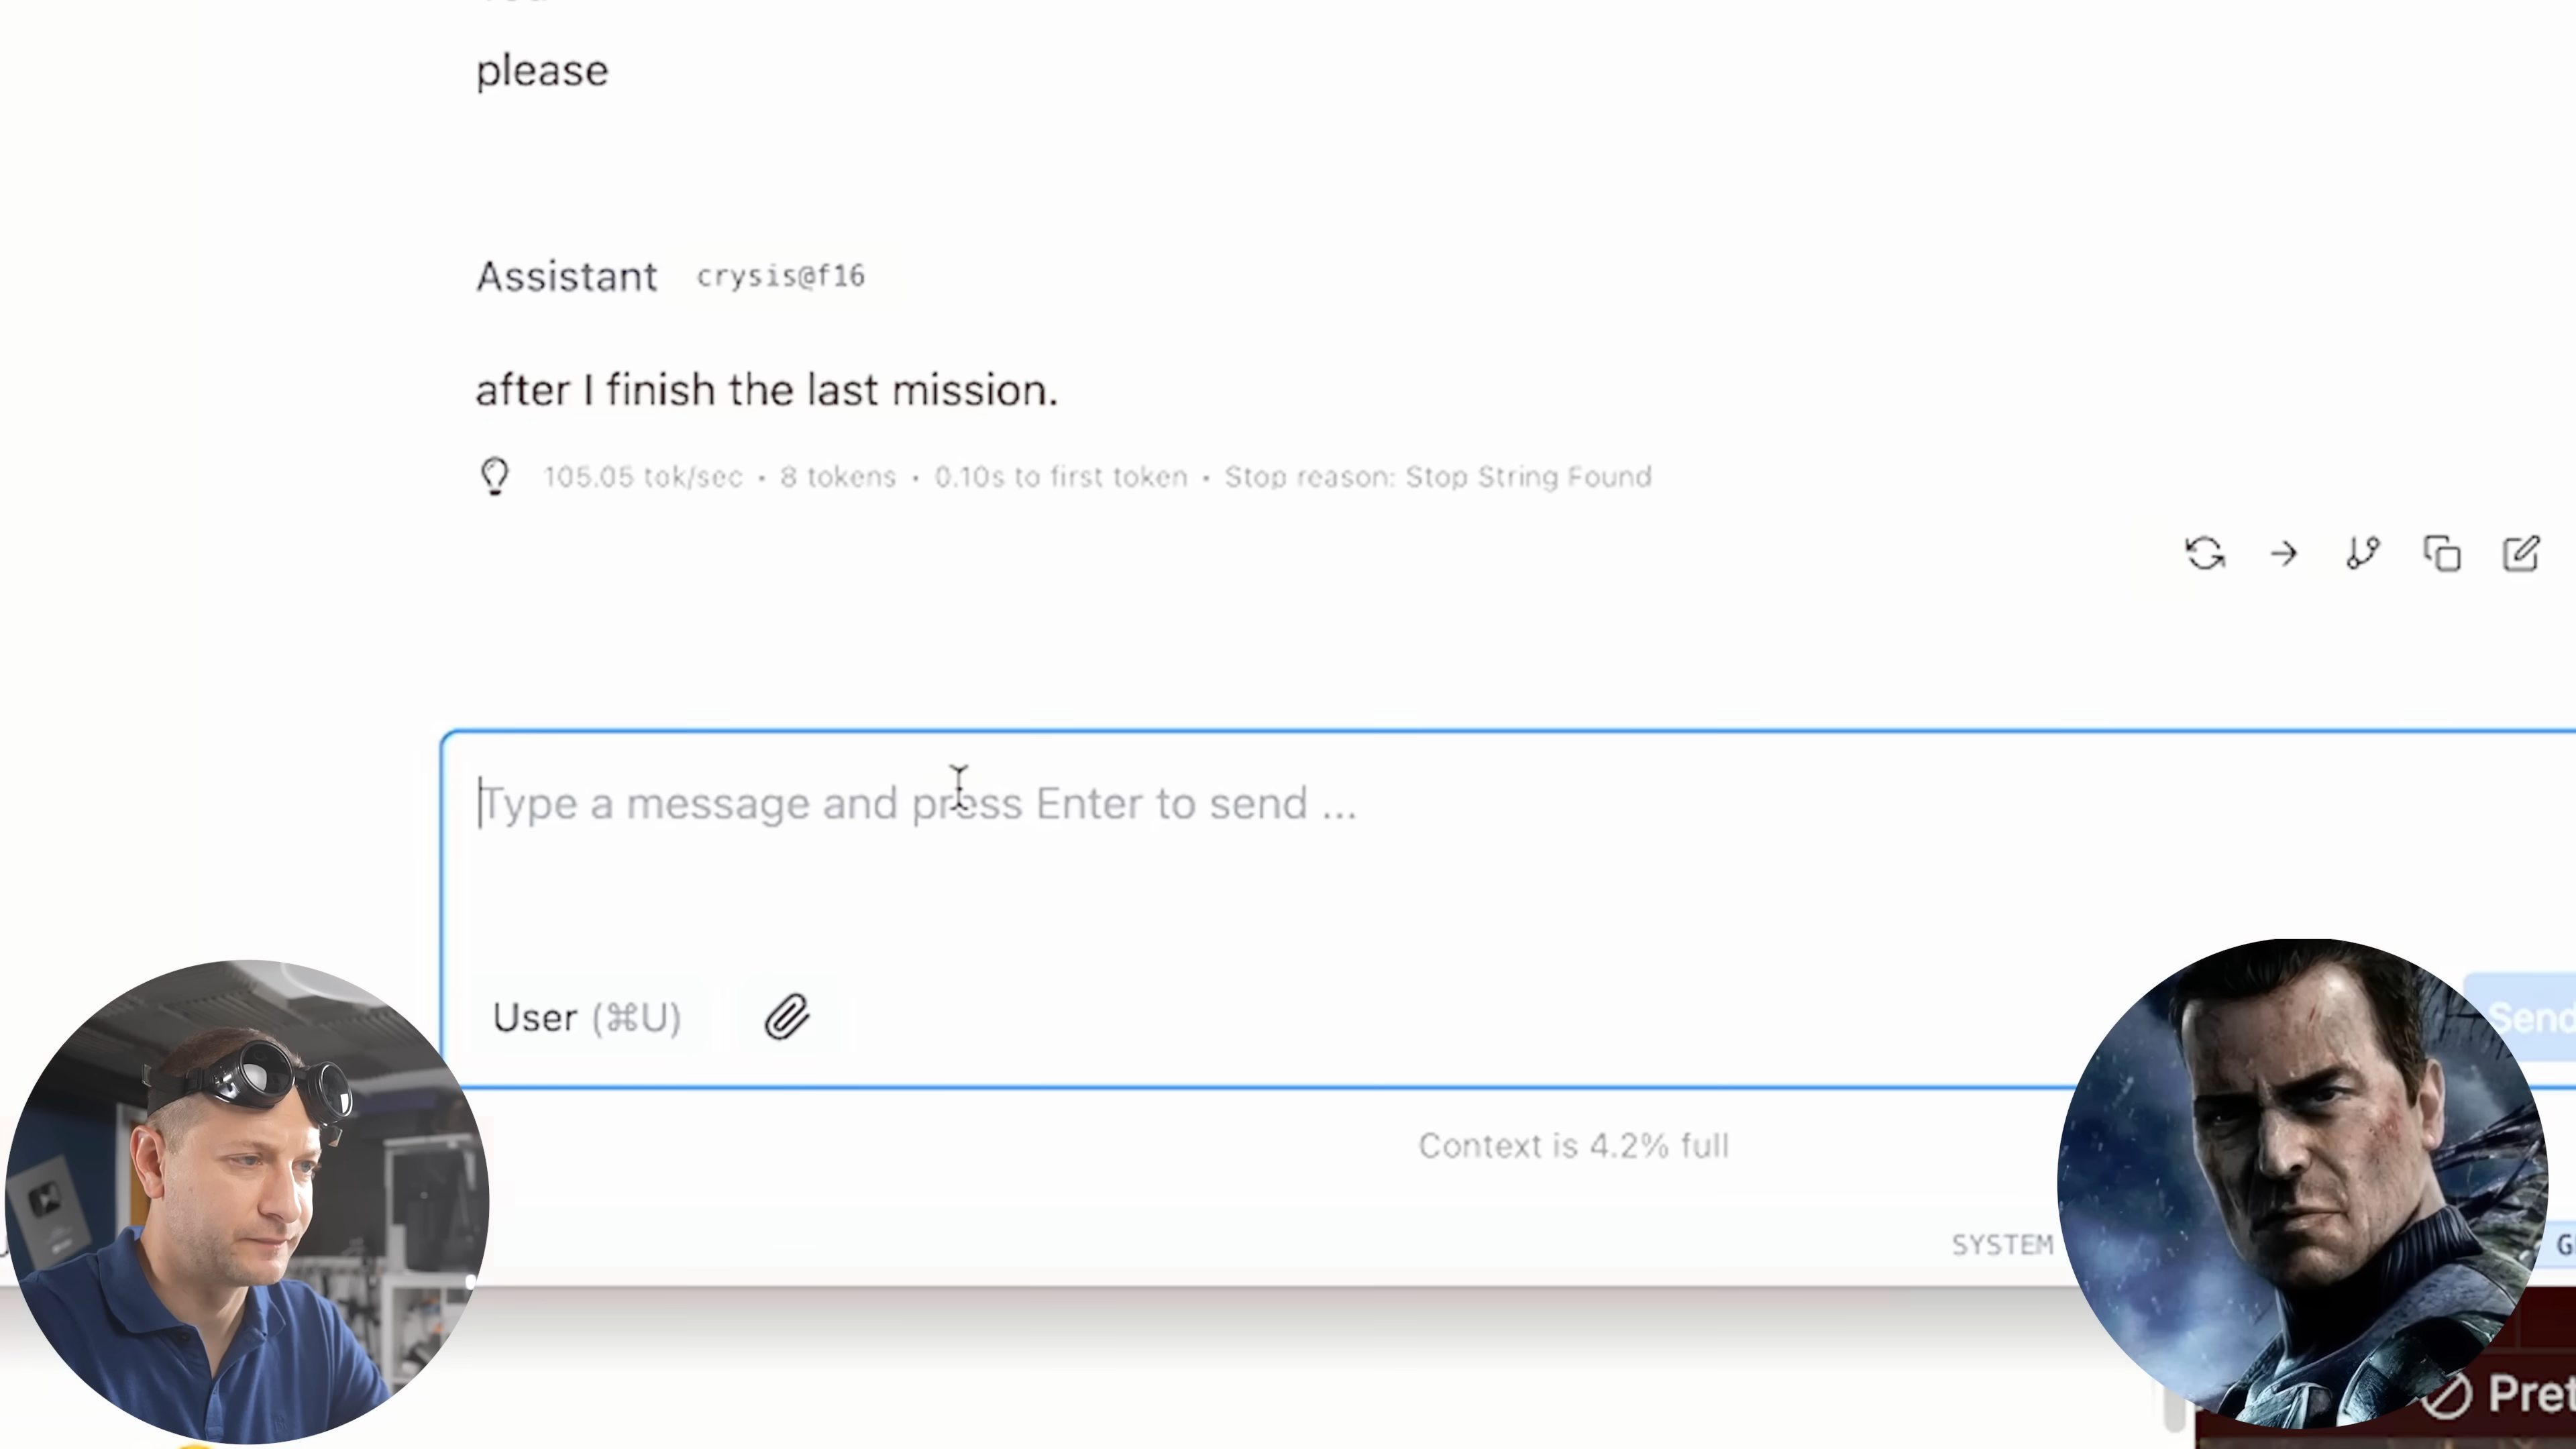 please
Assistant crysis@f16
after I finish the last mission.
105.05 tok/sec • 8 tokens • 0.10s to first token • Stop reason: Stop String Found
Type a message and press Enter to send ...
User (⌘U)
Send
Context is 4.2% full
SYSTEM